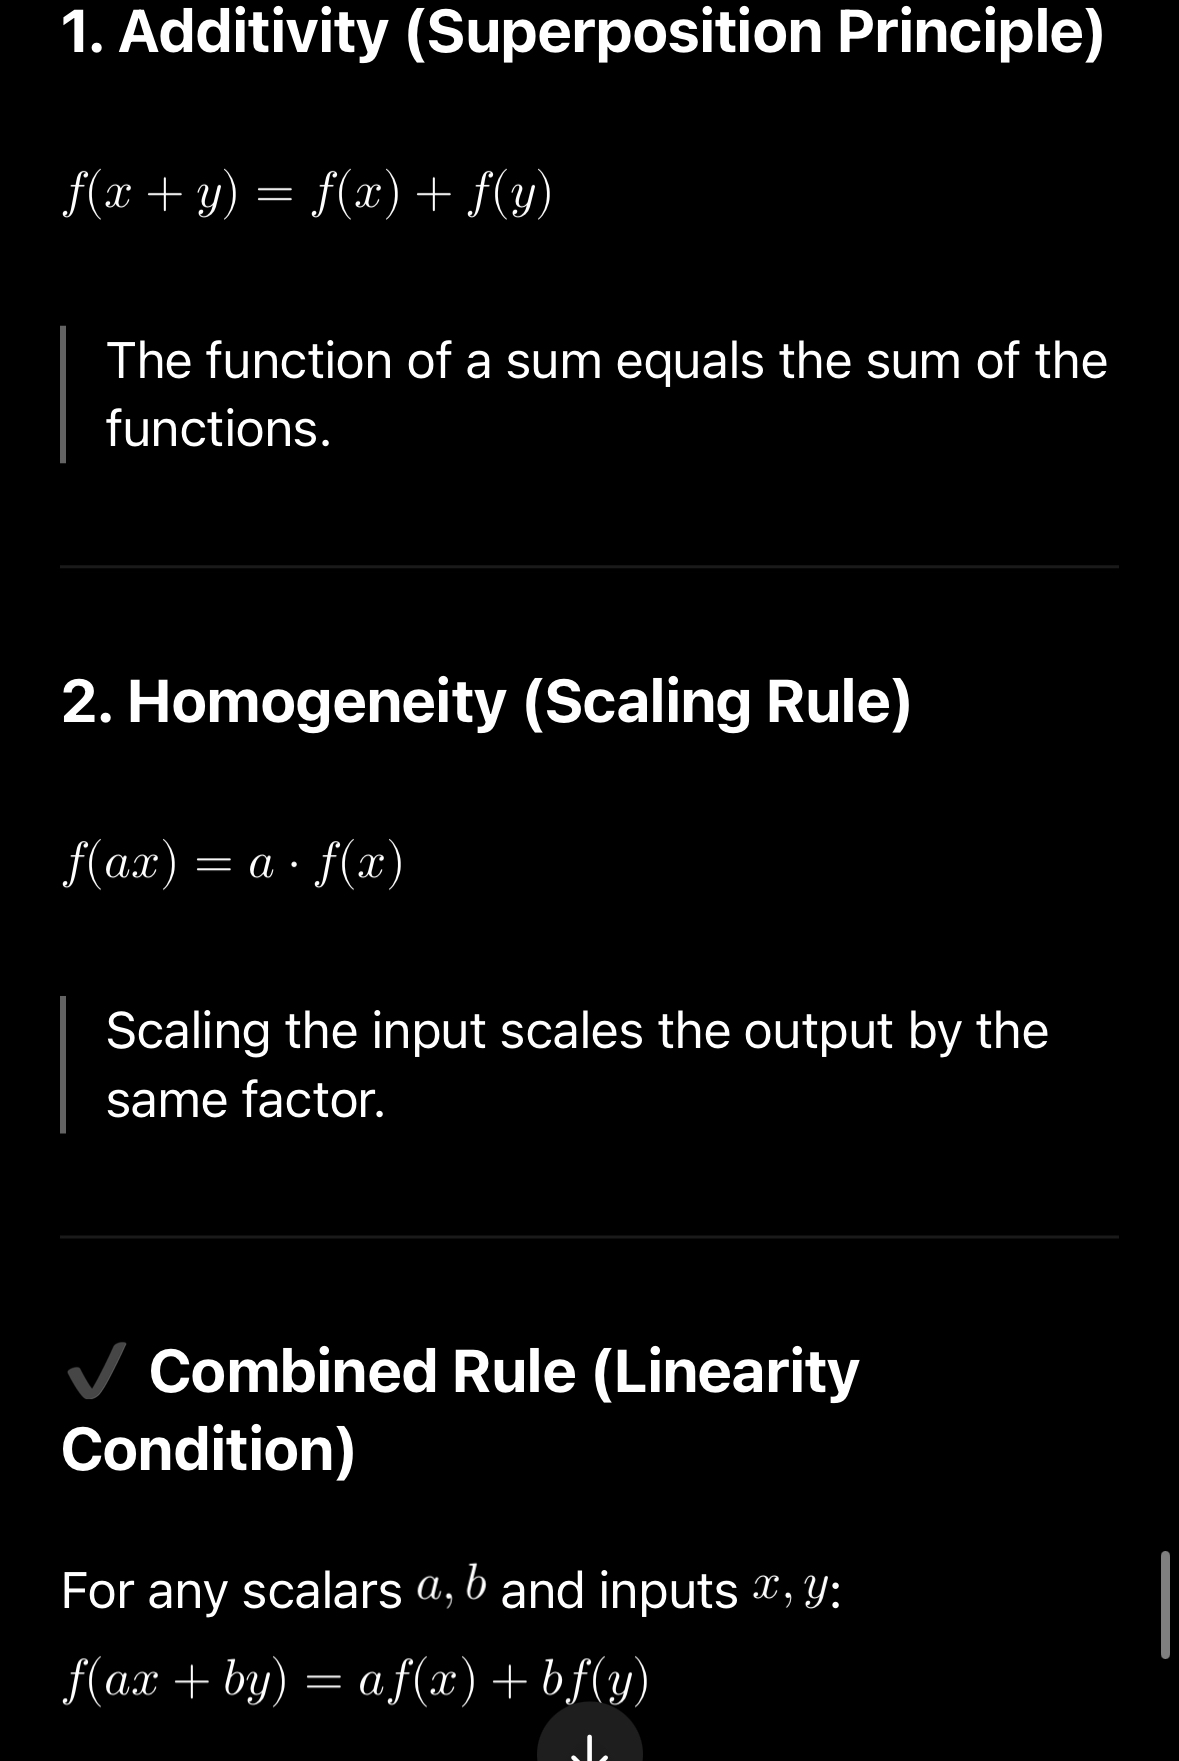 1. Additivity (Superposition Principle)
f(x + y) = f(x) + f(y)
The function of a sum equals the sum of the
functions.
2. Homogeneity (Scaling Rule)
f(ax) = a · f(x)
Scaling the input scales the output by the
same factor.
✔ Combined Rule (Linearity
Condition)
For any scalars a, b and inputs x, y:
f(ax + by) = af(x) + bf(y)